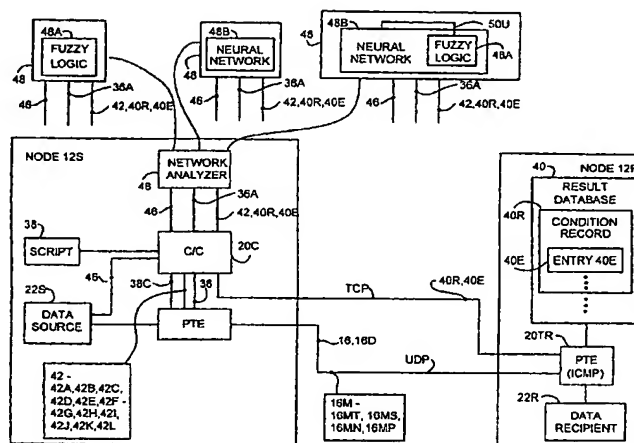 48A
FUZZY LOGIC
48
36A
46
42,40R,40E
48B
NEURAL NETWORK
48
36A
46
42,40R,40E
48
48B
50U
NEURAL NETWORK
FUZZY LOGIC
48A
36A
46
42,40R,40E
NODE 12S
NETWORK ANALYZER
48
36A
46
42,40R,40E
38
SCRIPT
C/C
20C
46
38C
36
22S
DATA SOURCE
PTE
TCP
40R,40E
16,16D
UDP
42 -
42A,42B,42C,
42D,42E,42F -
42G,42H,42I,
42J,42K,42L
16M -
16MT, 16MS,
16MN, 16MP
NODE 12R
40
RESULT DATABASE
40R
CONDITION RECORD
40E
ENTRY 40E
20TR
PTE (ICMP)
22R
DATA RECIPIENT